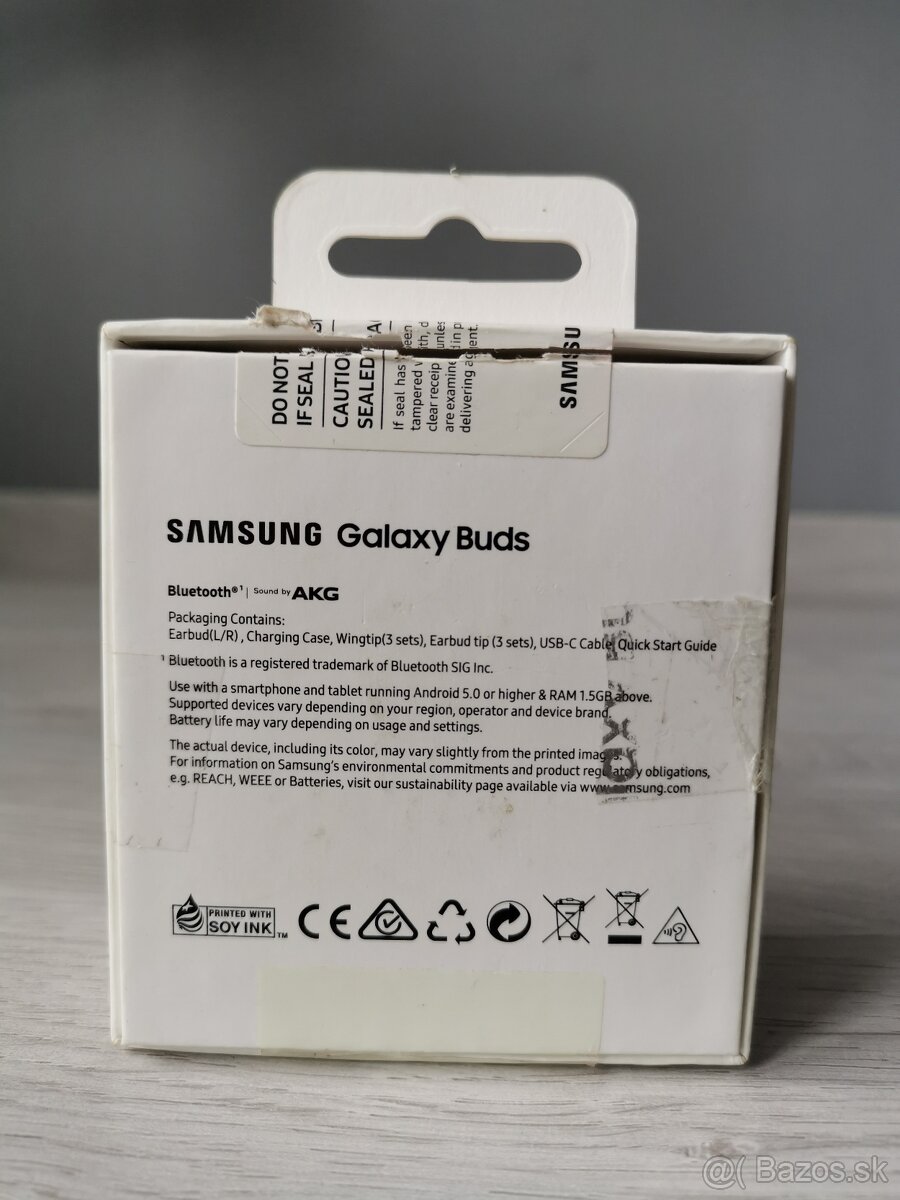 DO NOT
IF SEAL
CAUTIO
SEALED
If seal has been
tampered with, d
clear receip unles
are examine d in p
delivering agent.
SAMSU
SAMSUNG Galaxy Buds
Bluetooth®¹ | Sound by AKG
Packaging Contains:
Earbud(L/R) , Charging Case, Wingtip(3 sets), Earbud tip (3 sets), USB-C Cable, Quick Start Guide
¹ Bluetooth is a registered trademark of Bluetooth SIG Inc.
Use with a smartphone and tablet running Android 5.0 or higher & RAM 1.5GB above.
Supported devices vary depending on your region, operator and device brand.
Battery life may vary depending on usage and settings.
The actual device, including its color, may vary slightly from the printed image.
For information on Samsung's environmental commitments and product regulatory obligations,
e.g. REACH, WEEE or Batteries, visit our sustainability page available via www.samsung.com
PRINTED WITH
SOY INK™
CE
@( Bazos.sk